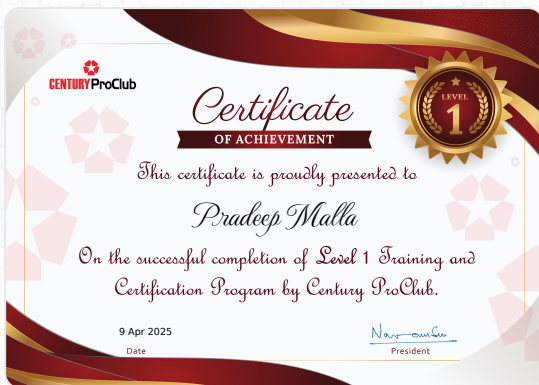 CENTURY ProClub
Certificate
OF ACHIEVEMENT
LEVEL
1
This certificate is proudly presented to
Pradeep Malla
On the successful completion of Level 1 Training and
Certification Program by Century ProClub.
9 Apr 2025
Date
President